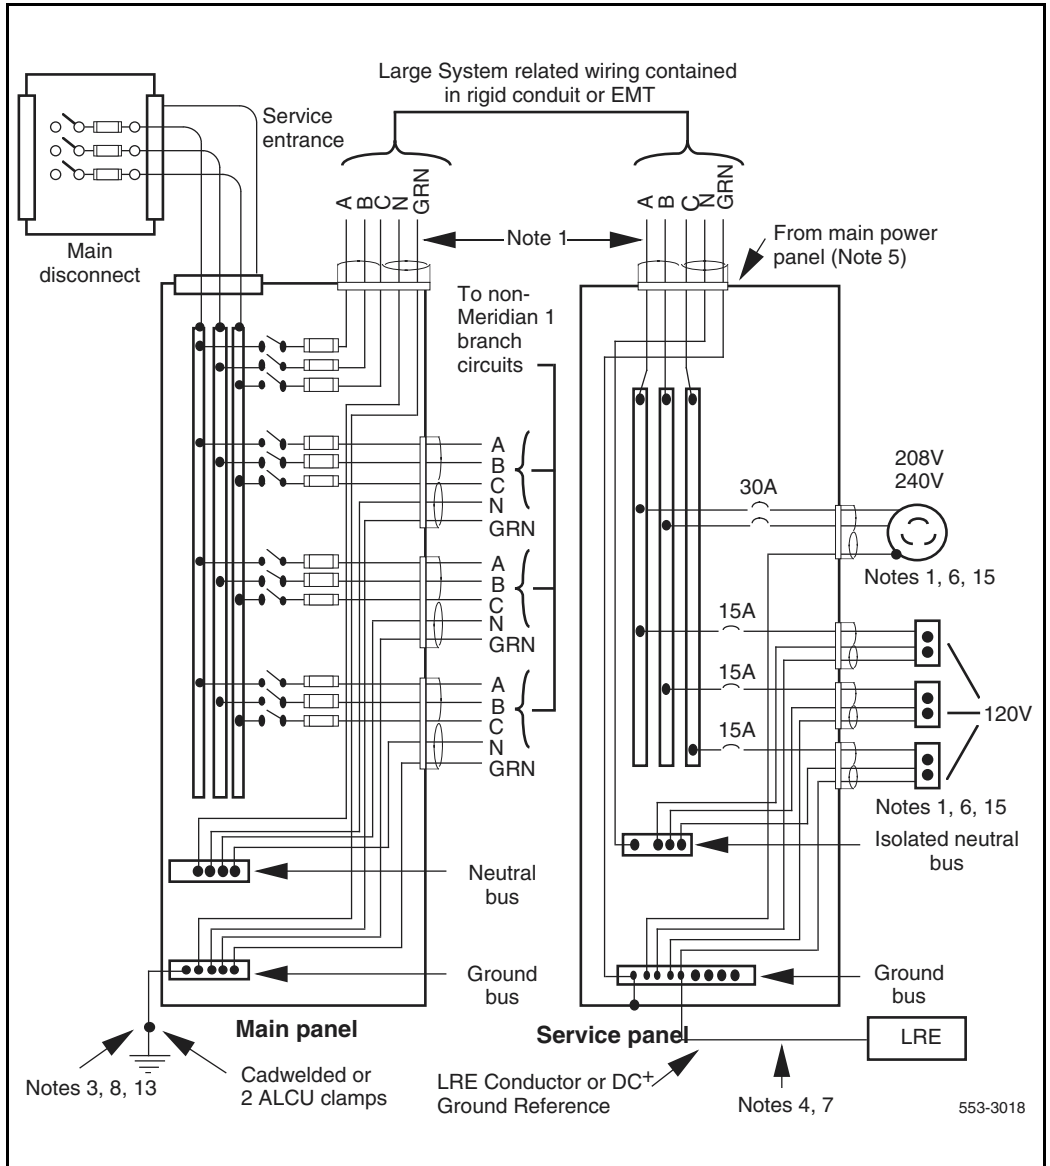 Large System related wiring contained
in rigid conduit or EMT
Service
entrance
A
B
C
N
GRN
A
B
C
N
GRN
Main
disconnect
Note 1
From main power
panel (Note 5)
To non-
Meridian 1
branch
circuits
A
B
C
N
GRN
A
B
C
N
GRN
A
B
C
N
GRN
208V
240V
30A
Notes 1, 6, 15
15A
15A
15A
120V
Notes 1, 6, 15
Isolated neutral
bus
Neutral
bus
Ground
bus
Ground
bus
Main panel
Service panel
LRE
Notes 3, 8, 13
Cadwelded or
2 ALCU clamps
LRE Conductor or DC+
Ground Reference
Notes 4, 7
553-3018